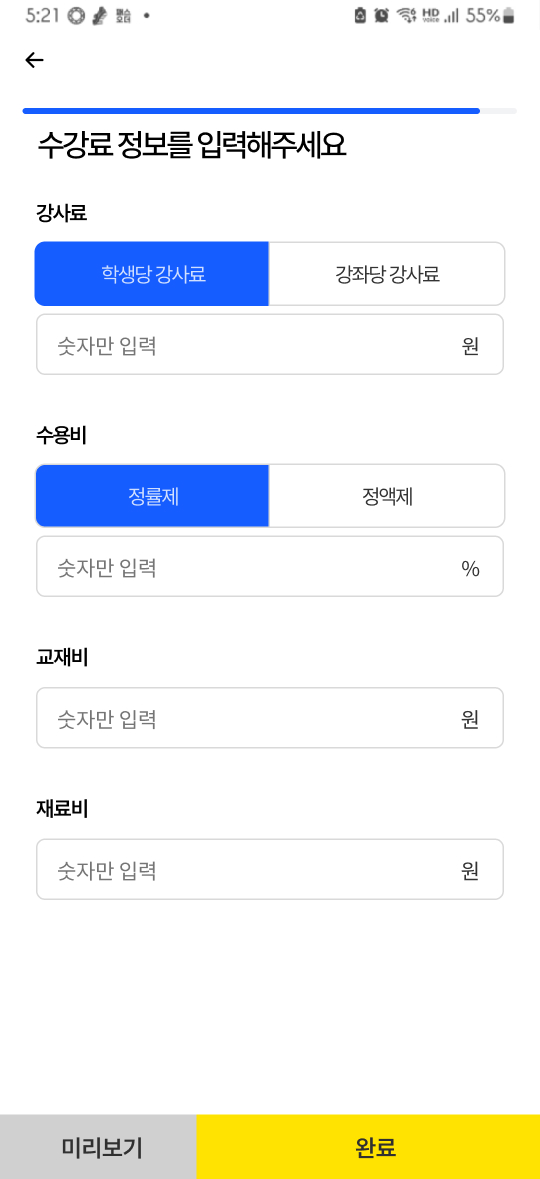 5:21 55%
수강료 정보를 입력해주세요
강사료
학생당 강사료 강좌당 강사료
숫자만 입력 원
수용비
정률제 정액제
숫자만 입력 %
교재비
숫자만 입력 원
재료비
숫자만 입력 원
미리보기 완료